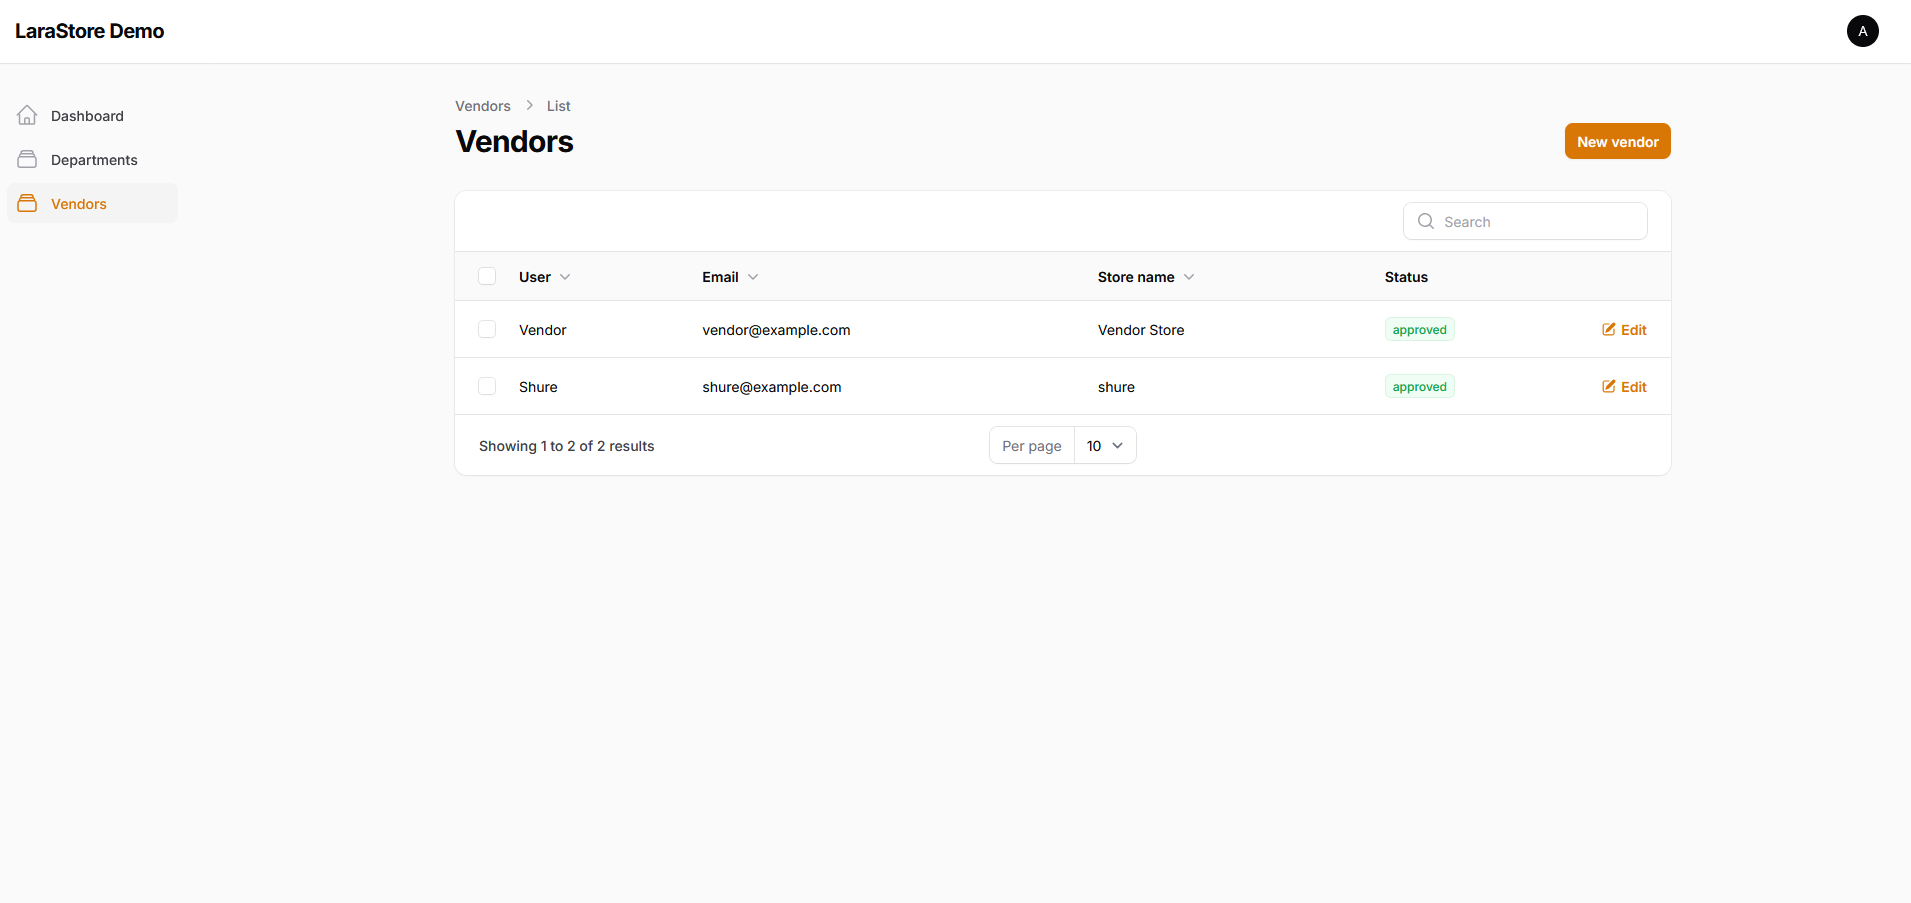 LaraStore Demo
A
Dashboard
Departments
Vendors
Vendors > List
Vendors
New vendor
Search
User Email Store name Status
Vendor vendor@example.com Vendor Store approved Edit
Shure shure@example.com shure approved Edit
Showing 1 to 2 of 2 results Per page 10